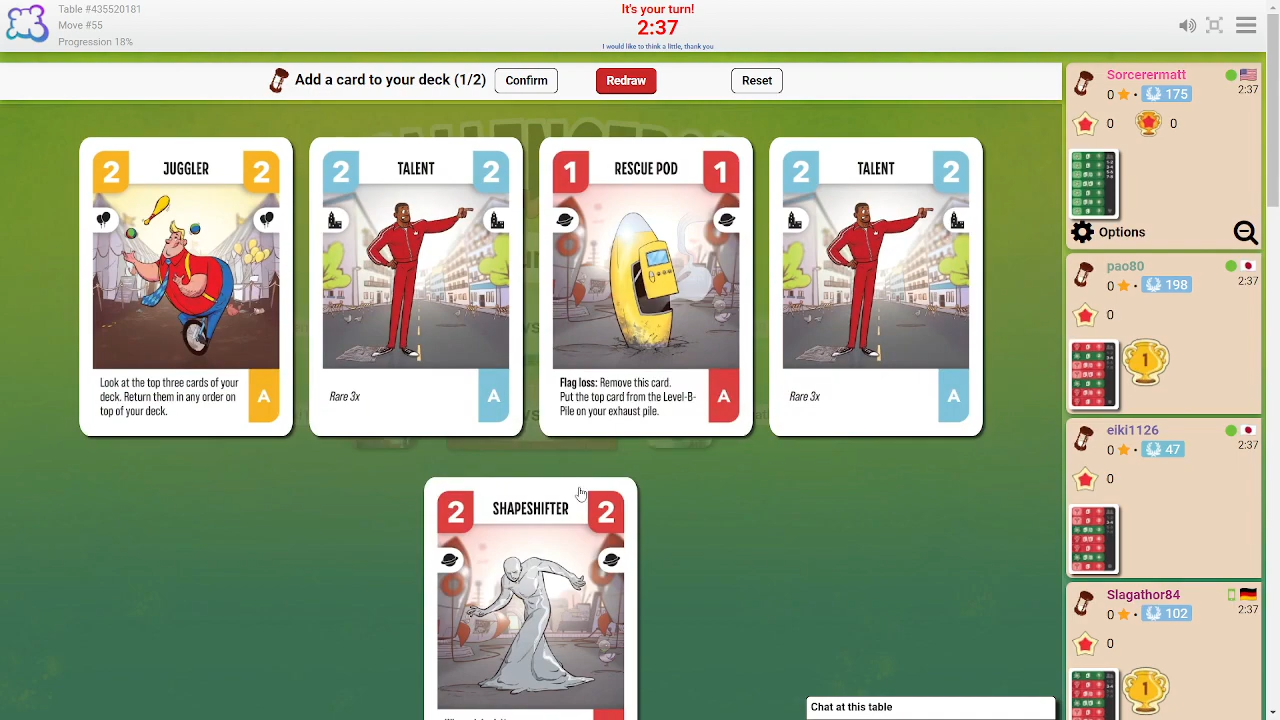 Table #435520181
Move #55
Progression 18%
It's your turn!
2:37
I would like to think a little, thank you
Add a card to your deck (1/2)
Confirm
Redraw
Reset
2 JUGGLER 2
Look at the top three cards of your
deck. Return them in any order on
top of your deck.
A
2 TALENT 2
Rare 3x
A
1 RESCUE POD 1
Flag loss: Remove this card.
Put the top card from the Level-B-
Pile on your exhaust pile.
A
2 TALENT 2
Rare 3x
A
2 SHAPESHIFTER 2
Sorcerermatt
0 • 175
2:37
0 0
Options
pao80
0 • 198
2:37
0
1
eiki1126
0 • 47
2:37
0
Slagathor84
0 • 102
2:37
0
1
Chat at this table